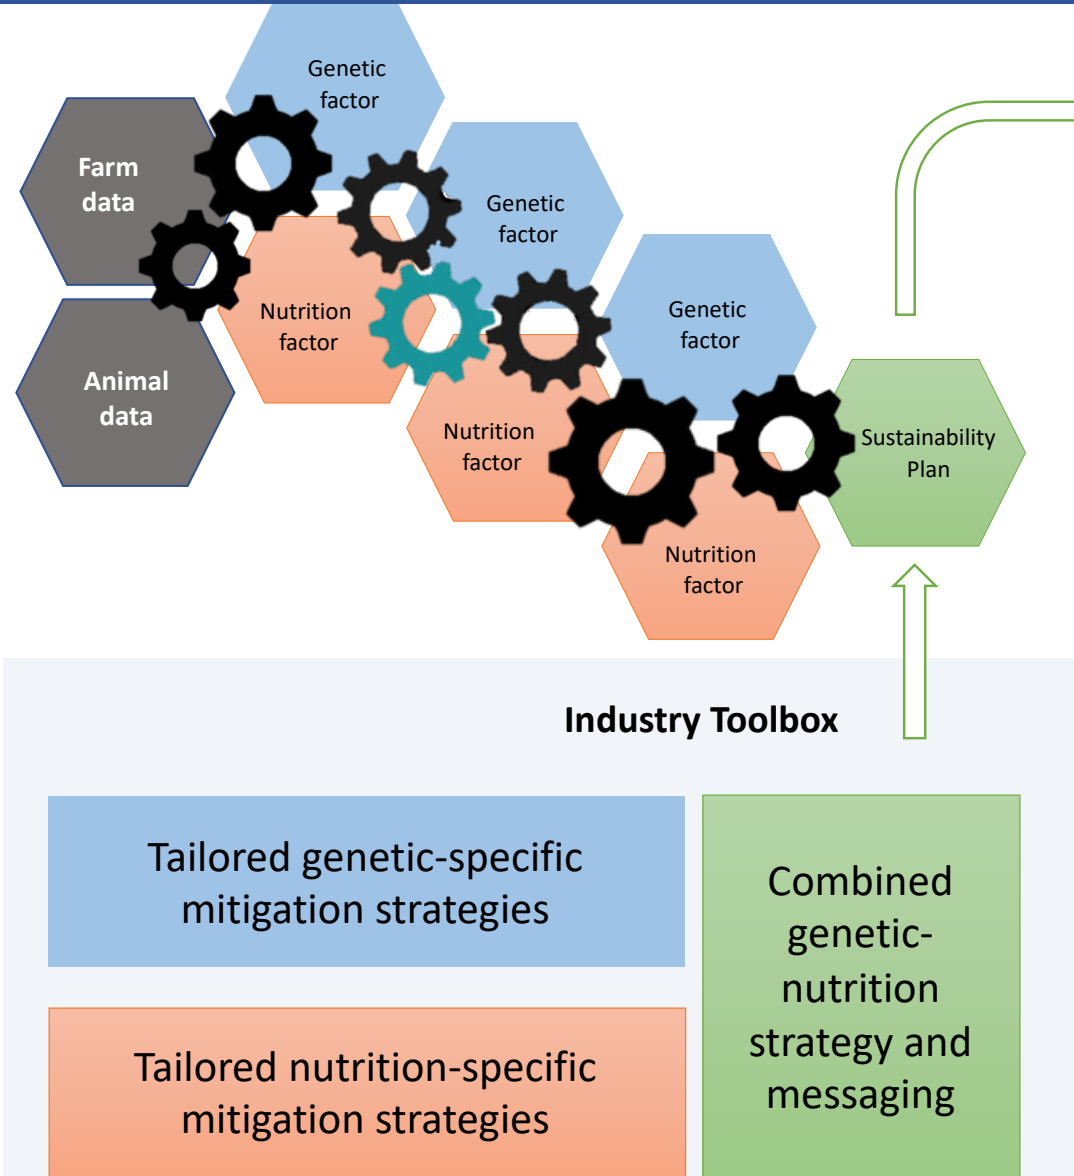 Genetic
factor
Farm
data
Genetic
factor
Nutrition
factor
Genetic
factor
Animal
data
Nutrition
factor
Sustainability
Plan
Nutrition
factor
Industry Toolbox
Tailored genetic-specific
mitigation strategies
Combined
genetic-
nutrition
strategy and
messaging
Tailored nutrition-specific
mitigation strategies